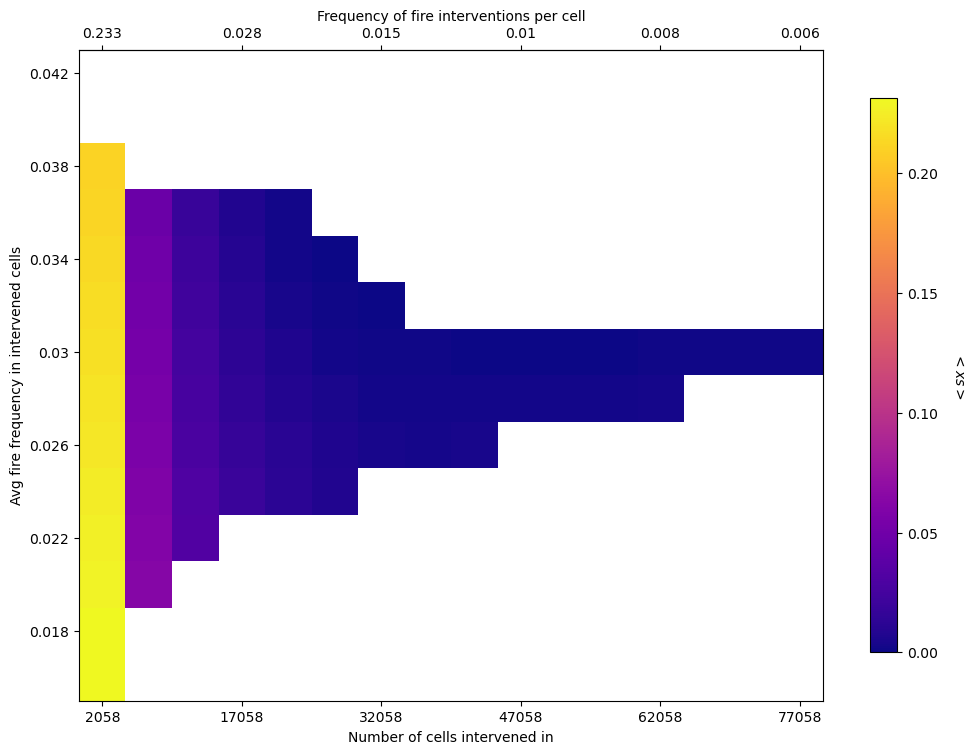 Frequency of fire interventions per cell
0.233 0.028 0.015 0.01 0.008 0.006
0.042
0.038
0.034
0.03
0.026
0.022
0.018
Avg fire frequency in intervened cells
2058 17058 32058 47058 62058 77058
Number of cells intervened in
0.20
0.15
0.10
0.05
0.00
< sx >